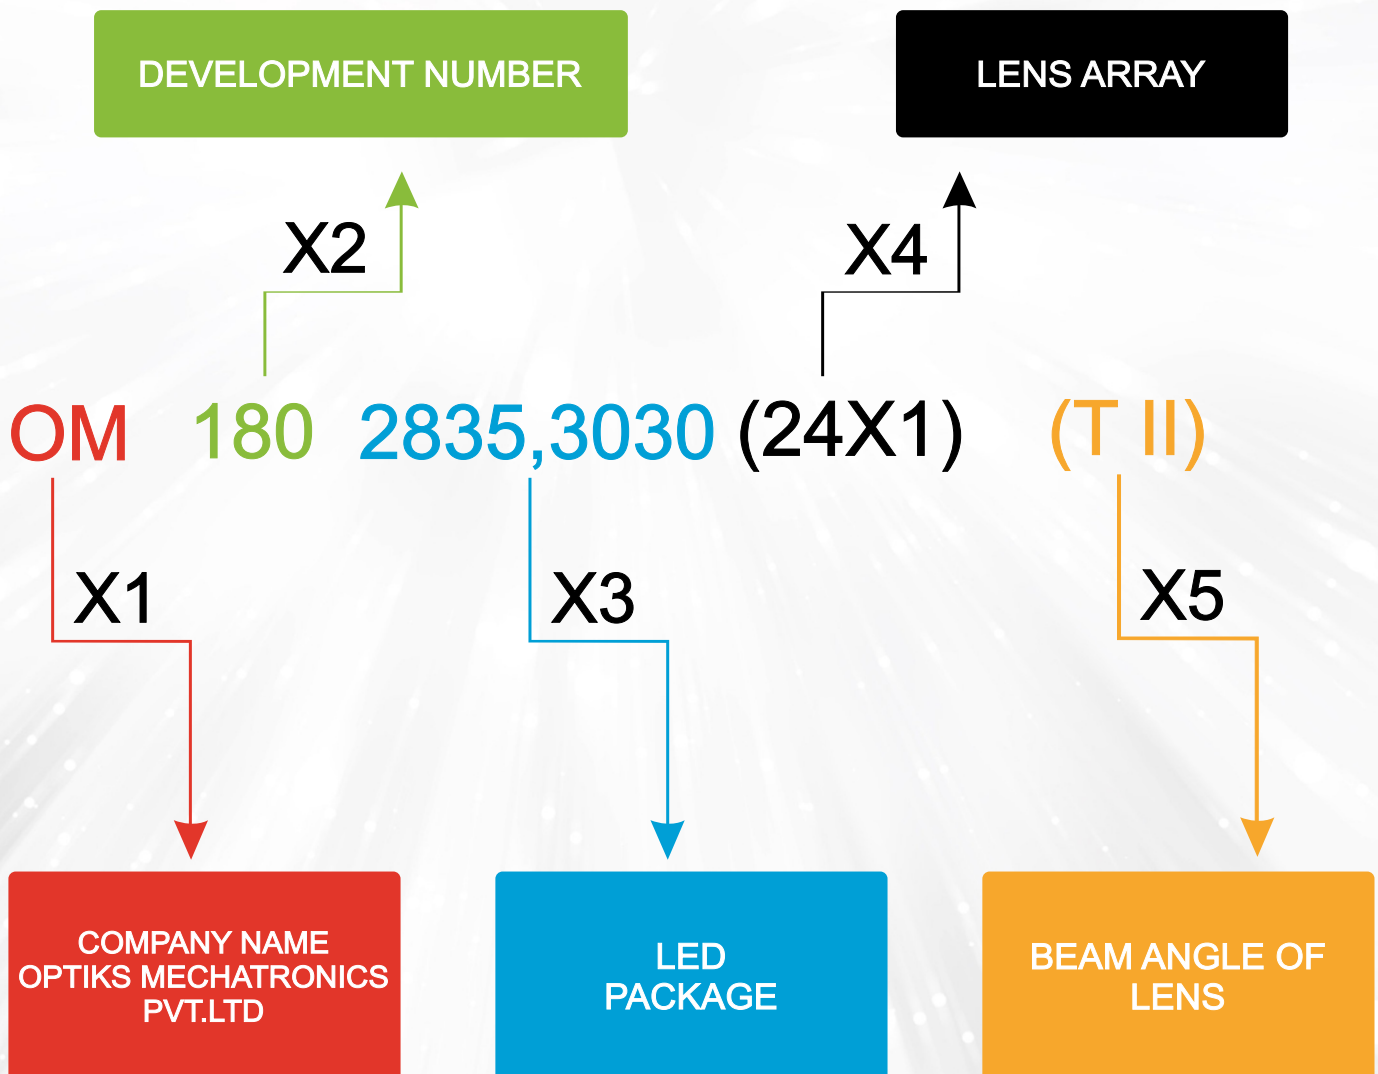 DEVELOPMENT NUMBER
LENS ARRAY
X2
X4
OM 180 2835,3030 (24X1) (T II)
X1
X3
X5
COMPANY NAME
OPTIKS MECHATRONICS
PVT.LTD
LED
PACKAGE
BEAM ANGLE OF
LENS